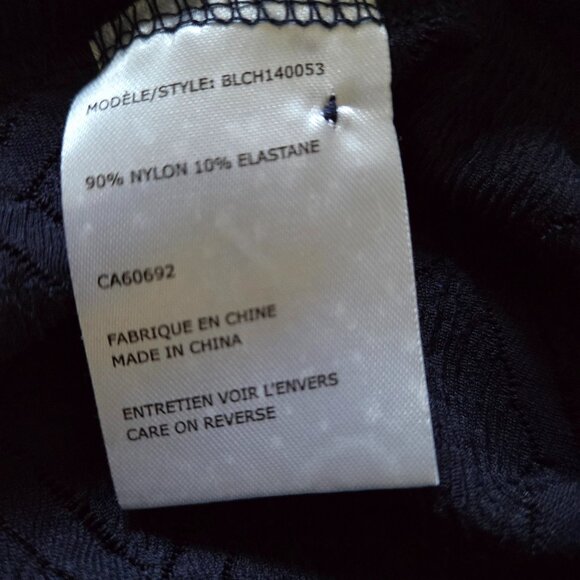 MODÈLE/STYLE: BLCH140053
90% NYLON 10% ELASTANE
CA60692
FABRIQUE EN CHINE
MADE IN CHINA
ENTRETIEN VOIR L'ENVERS
CARE ON REVERSE